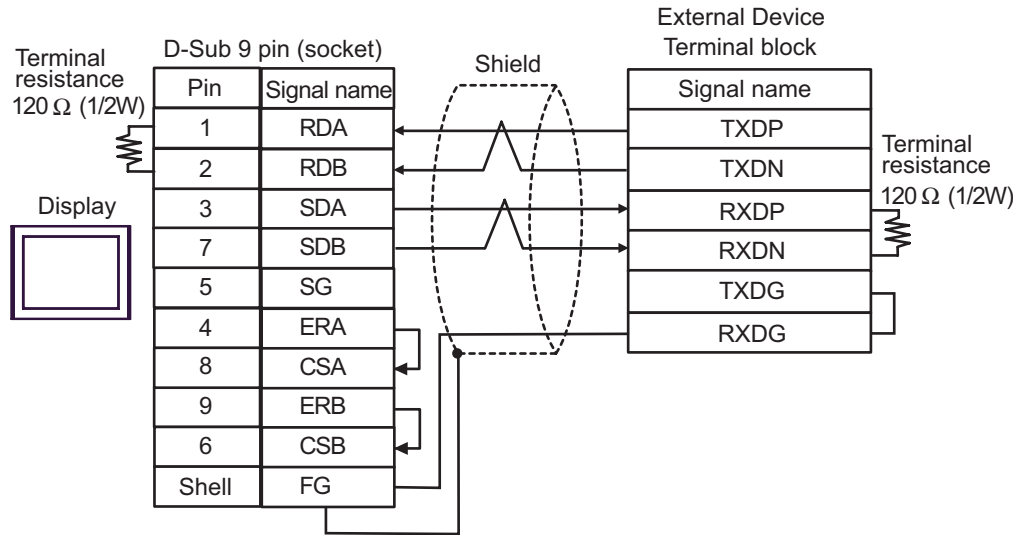 External Device
Terminal block
Terminal
resistance
120 Ω (1/2W)
D-Sub 9 pin (socket)
Shield
Pin Signal name
1 RDA
2 RDB
3 SDA
7 SDB
5 SG
4 ERA
8 CSA
9 ERB
6 CSB
Shell FG
Display
Signal name
TXDP
TXDN
RXDP
RXDN
TXDG
RXDG
Terminal
resistance
120 Ω (1/2W)